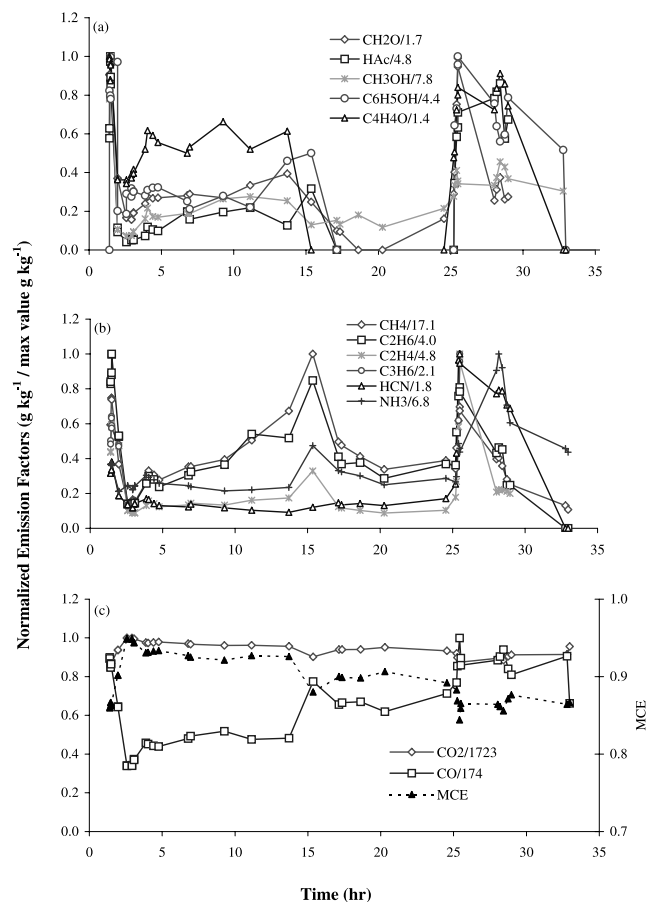 Normalized Emission Factors (g kg-1 / max value g kg-1)
(a)
1.2
1.0
0.8
0.6
0.4
0.2
0.0
0 5 10 15 20 25 30 35
CH2O/1.7
HAc/4.8
CH3OH/7.8
C6H5OH/4.4
C4H4O/1.4
(b)
1.2
1.0
0.8
0.6
0.4
0.2
0.0
0 5 10 15 20 25 30 35
CH4/17.1
C2H6/4.0
C2H4/4.8
C3H6/2.1
HCN/1.8
NH3/6.8
(c)
1.2
1.0
0.8
0.6
0.4
0.2
0.0
0 5 10 15 20 25 30 35
1.0
0.9
0.8
0.7
MCE
CO2/1723
CO/174
MCE
Time (hr)